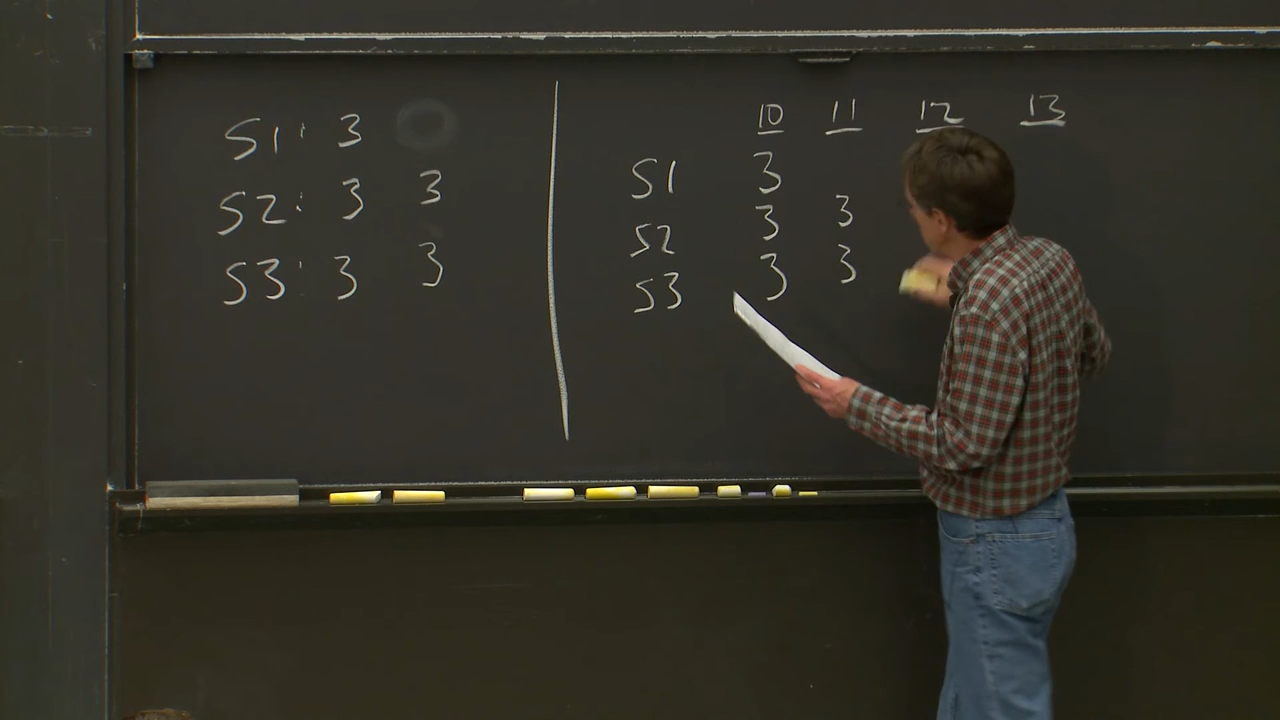 S1: 3
S2: 3 3
S3: 3 3
10 11 12 13
S1 3
S2 3 3
S3 3 3